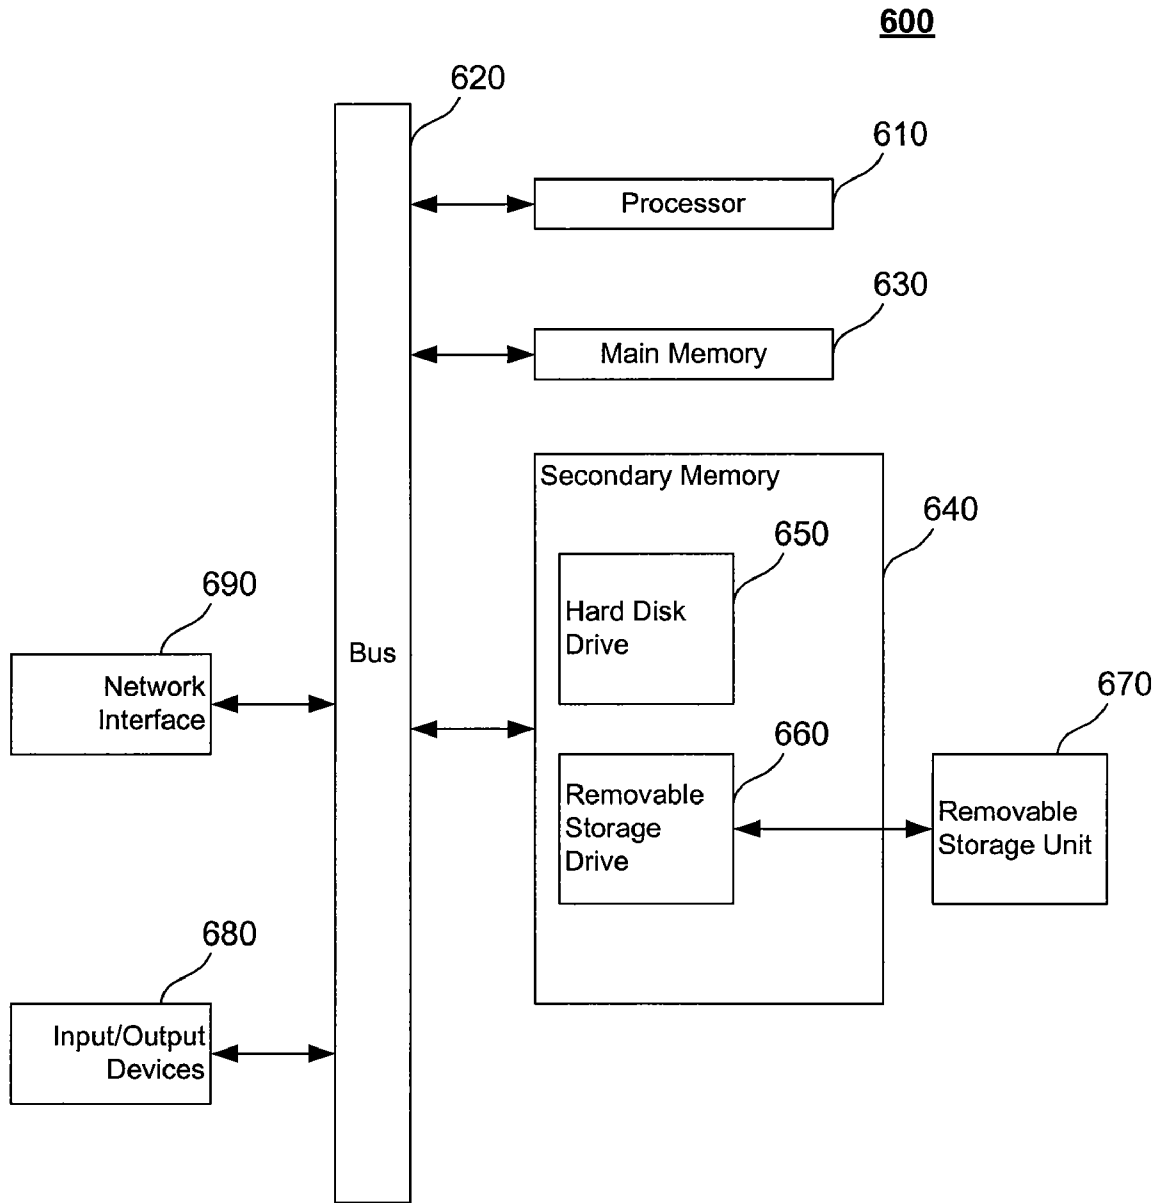 600
620
610
Processor
630
Main Memory
Secondary Memory
640
650
Hard Disk
Drive
690
Network
Interface
Bus
670
660
Removable
Storage
Drive
Removable
Storage Unit
680
Input/Output
Devices